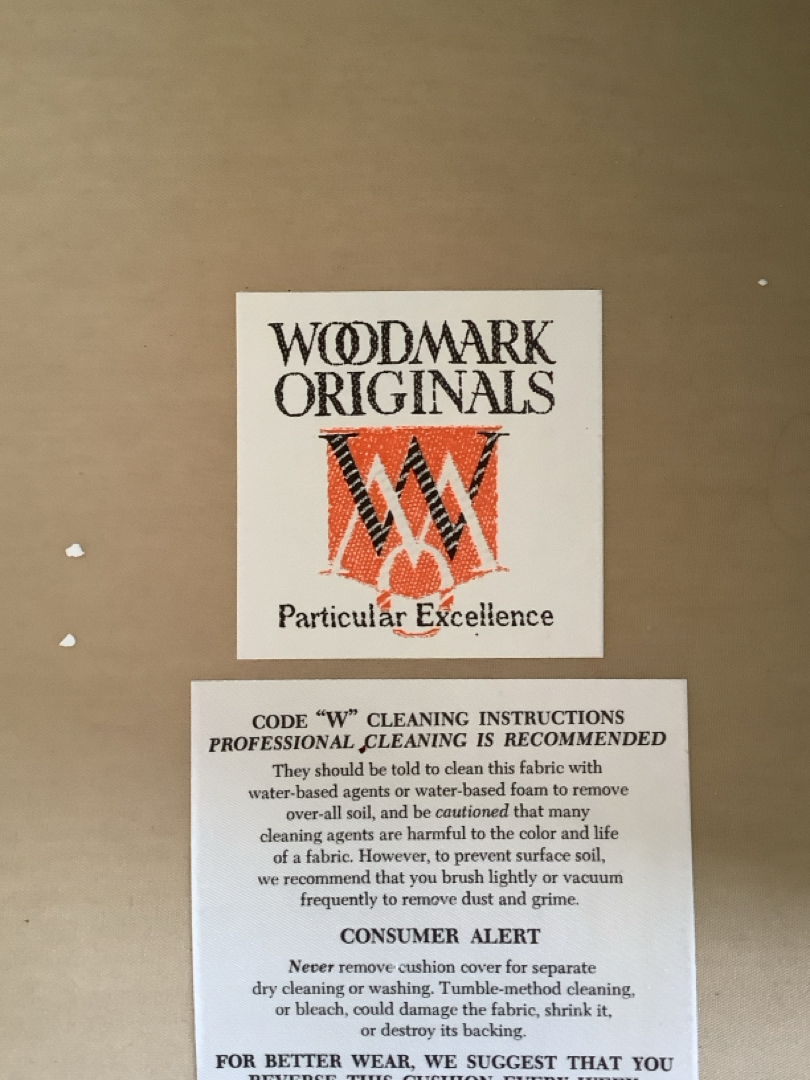 WOODMARK
ORIGINALS
W
Particular Excellence
CODE “W” CLEANING INSTRUCTIONS
PROFESSIONAL CLEANING IS RECOMMENDED
They should be told to clean this fabric with
water-based agents or water-based foam to remove
over-all soil, and be cautioned that many
cleaning agents are harmful to the color and life
of a fabric. However, to prevent surface soil,
we recommend that you brush lightly or vacuum
frequently to remove dust and grime.
CONSUMER ALERT
Never remove cushion cover for separate
dry cleaning or washing. Tumble-method cleaning,
or bleach, could damage the fabric, shrink it,
or destroy its backing.
FOR BETTER WEAR, WE SUGGEST THAT YOU
REVERSE THIS CUSHION EVERY WEEK